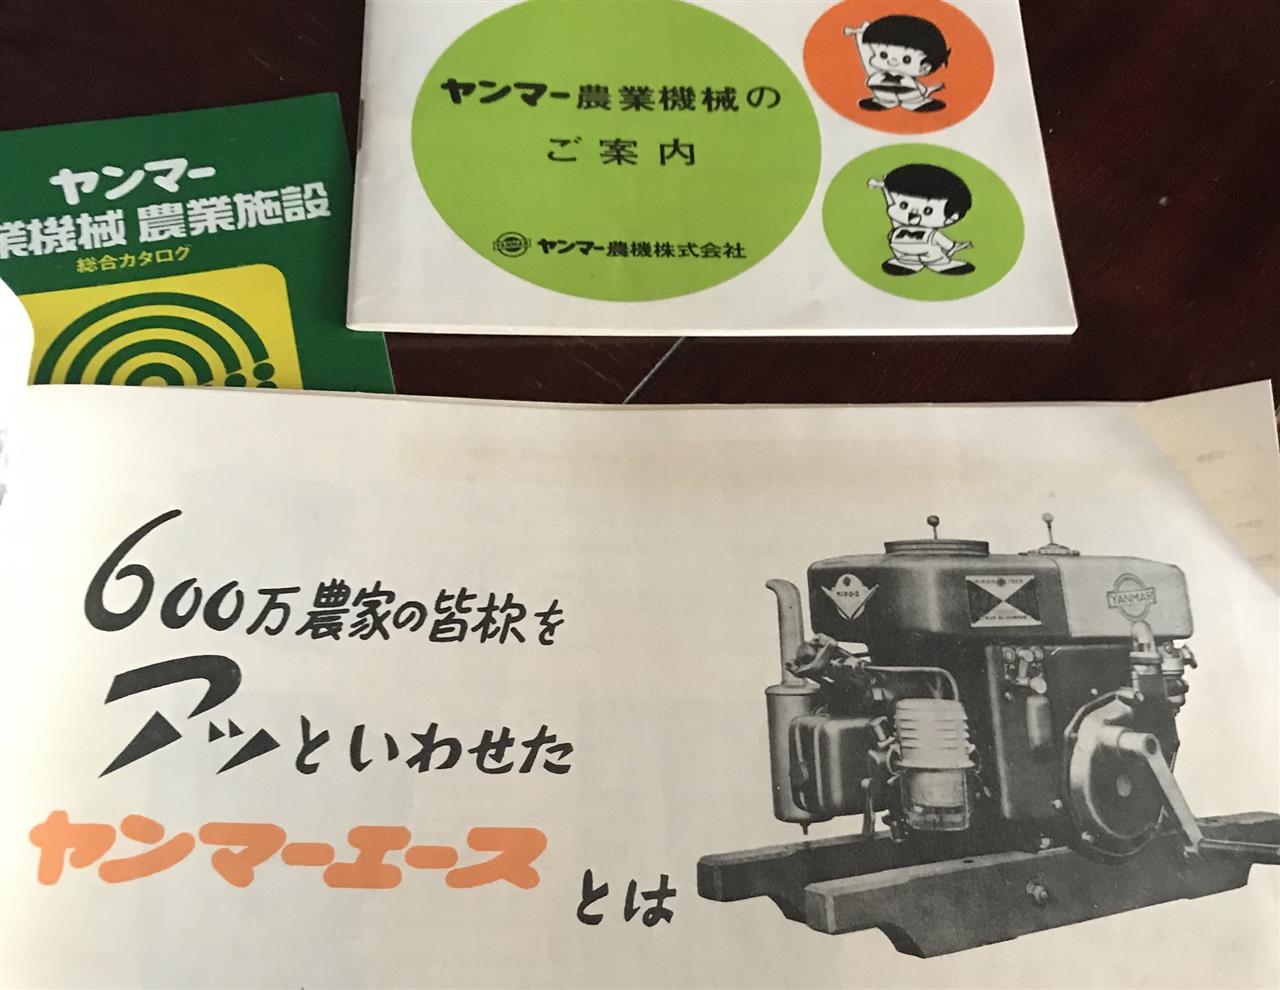 ヤンマー農業機械の
ご案内
YANMAR ヤンマー農機株式会社
ヤンマー
業機械 農業施設
総合カタログ
600万農家の皆様を
アッといわせた
ヤンマーエース
とは
YANMAR